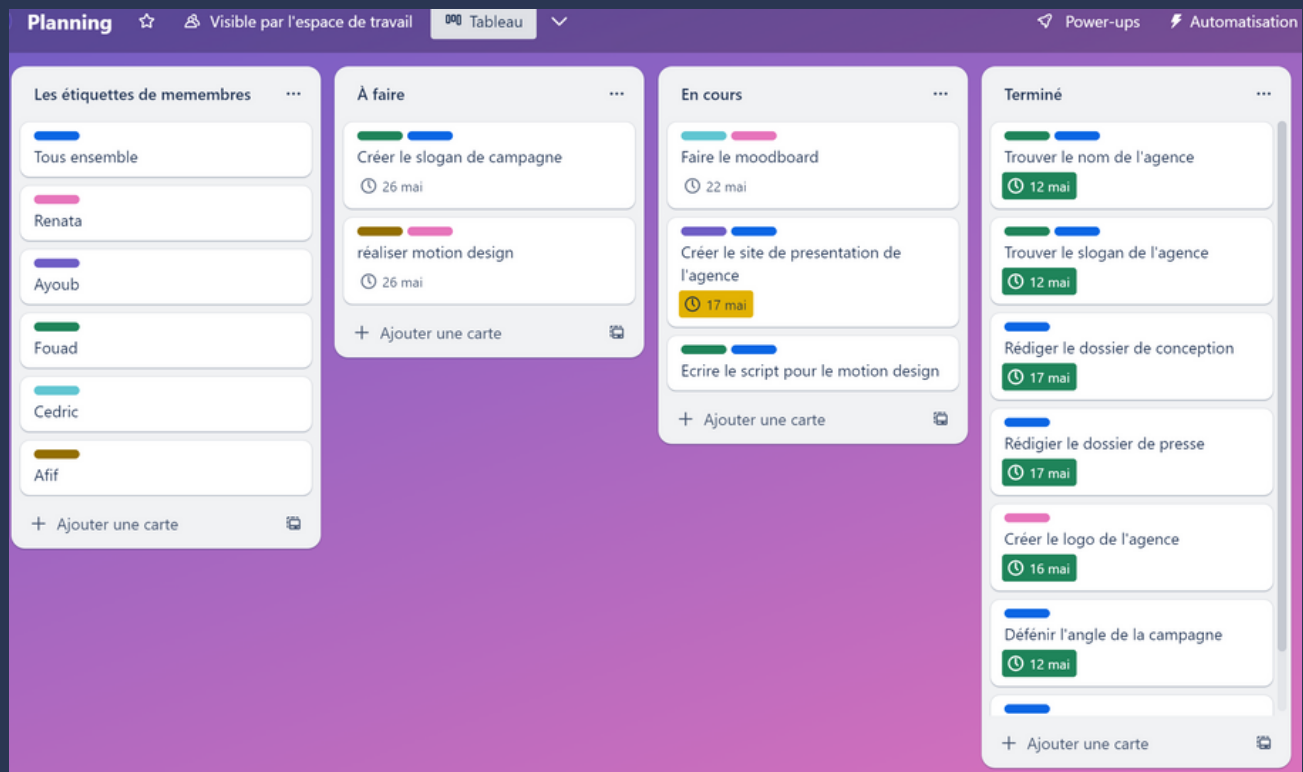 Planning
Visible par l'espace de travail
Tableau
Power-ups
Automatisation
Les étiquettes de memembres
Tous ensemble
Renata
Ayoub
Fouad
Cedric
Afif
Ajouter une carte
À faire
Créer le slogan de campagne
26 mai
réaliser motion design
26 mai
Ajouter une carte
En cours
Faire le moodboard
22 mai
Créer le site de presentation de
l'agence
17 mai
Ecrire le script pour le motion design
Ajouter une carte
Terminé
Trouver le nom de l'agence
12 mai
Trouver le slogan de l'agence
12 mai
Rédiger le dossier de conception
17 mai
Rédigier le dossier de presse
17 mai
Créer le logo de l'agence
16 mai
Défénir l'angle de la campagne
12 mai
Ajouter une carte